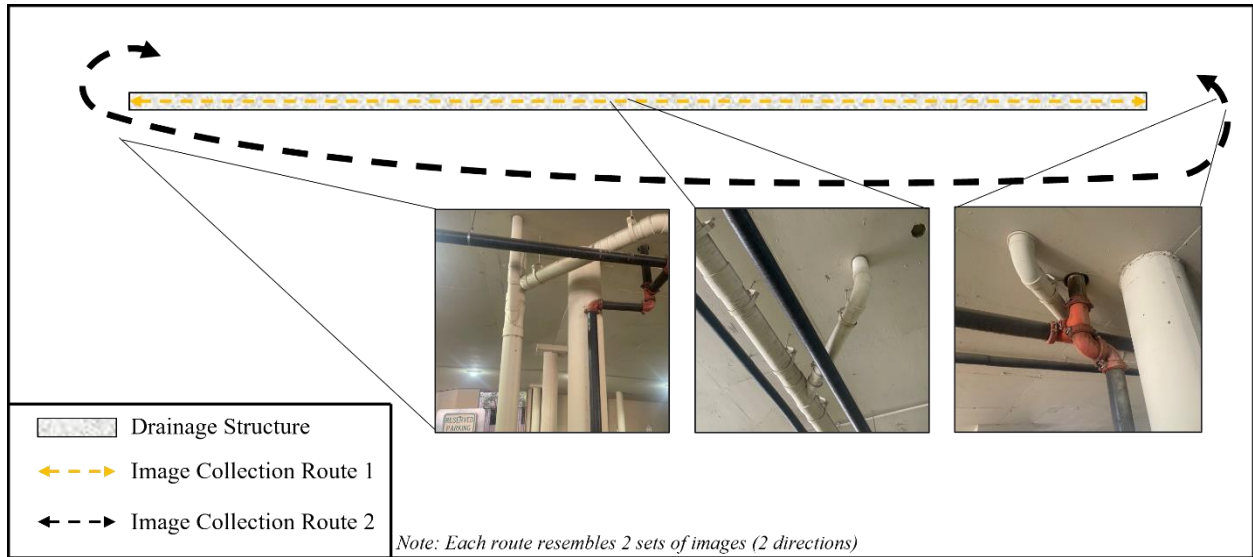 RESERVED
PARKING
Drainage Structure
Image Collection Route 1
Image Collection Route 2
Note: Each route resembles 2 sets of images (2 directions)